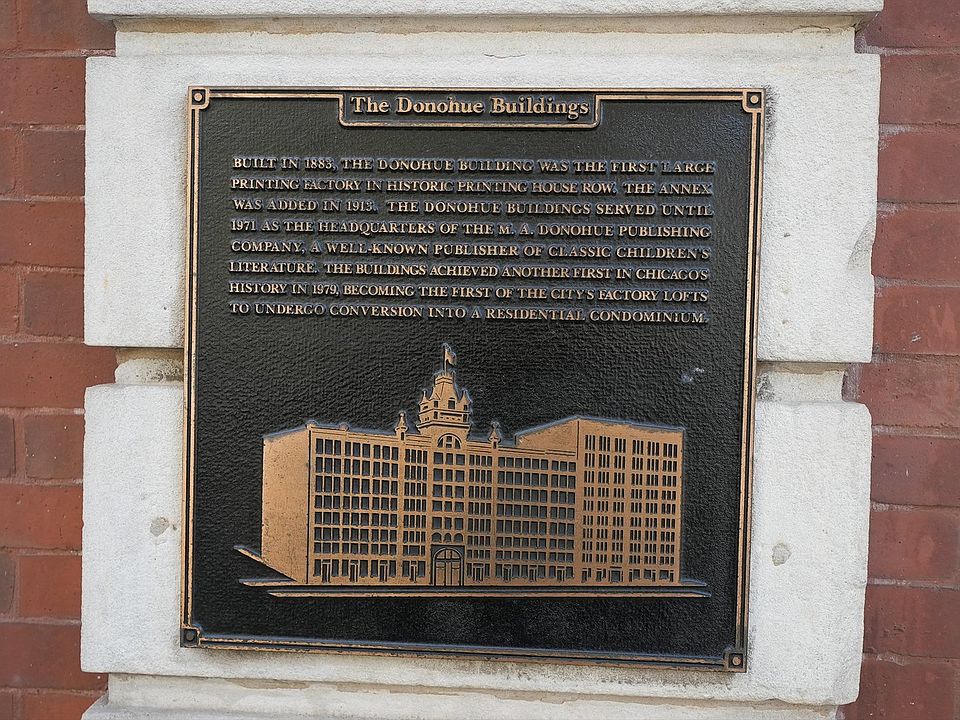 The Donohue Buildings
BUILT IN 1883, THE DONOHUE BUILDING WAS THE FIRST LARGE
PRINTING FACTORY IN HISTORIC PRINTING HOUSE ROW. THE ANNEX
WAS ADDED IN 1913. THE DONOHUE BUILDINGS SERVED UNTIL
1971 AS THE HEADQUARTERS OF THE M. A. DONOHUE PUBLISHING
COMPANY, A WELL-KNOWN PUBLISHER OF CLASSIC CHILDREN'S
LITERATURE. THE BUILDINGS ACHIEVED ANOTHER FIRST IN CHICAGO'S
HISTORY IN 1979, BECOMING THE FIRST OF THE CITY'S FACTORY LOFTS
TO UNDERGO CONVERSION INTO A RESIDENTIAL CONDOMINIUM.